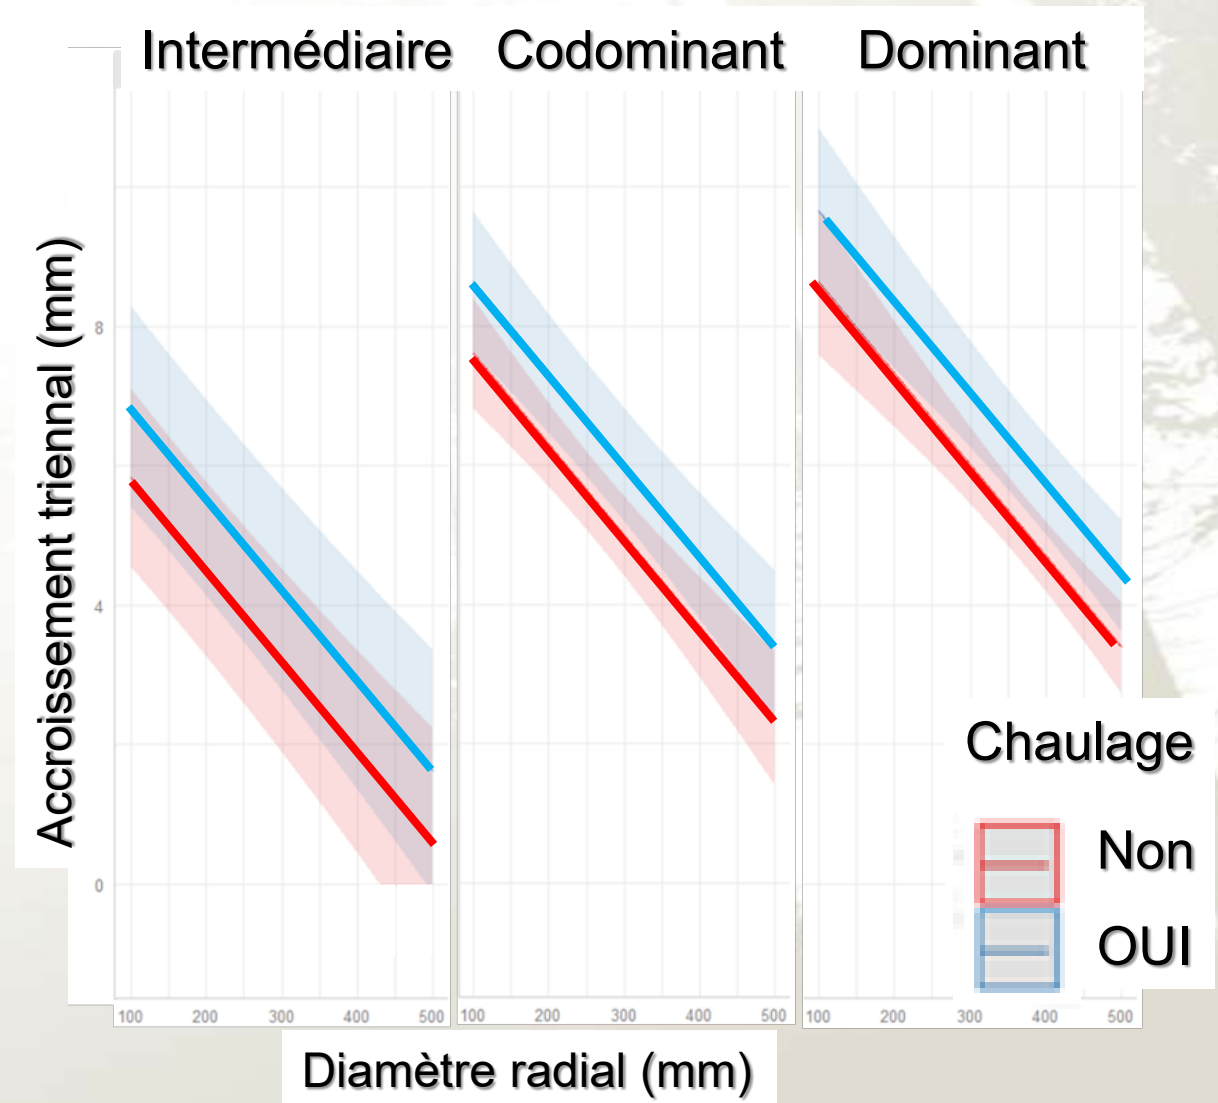 Intermédiaire Codominant Dominant
Accroissement triennal (mm)
8
4
0
100 200 300 400 500 100 200 300 400 500 100 200 300 400 500
Diamètre radial (mm)
Chaulage
Non
OUI